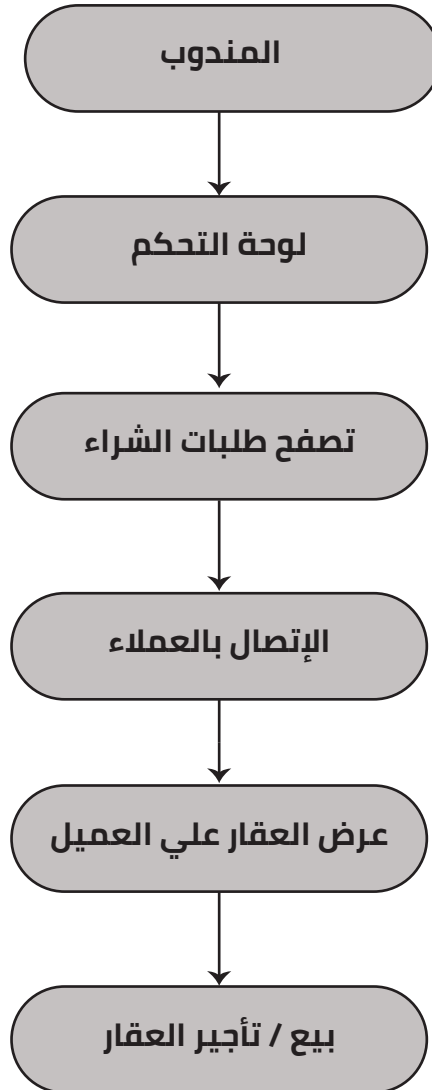 المندوب
لوحة التحكم
تصفح طلبات الشراء
الإتصال بالعملاء
عرض العقار علي العميل
بيع / تأجير العقار